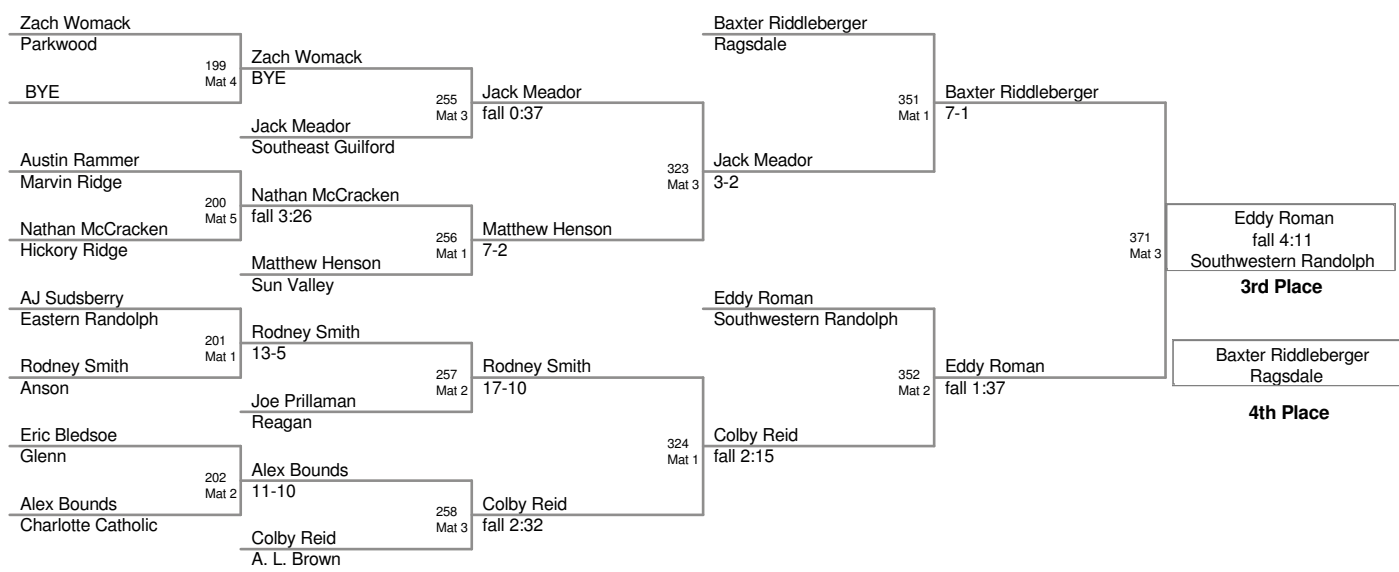 Zach Womack
Parkwood
199
Mat 4
BYE
Zach Womack
BYE
255
Mat 3
Jack Meador
Southeast Guilford
Jack Meador
fall 0:37
Austin Rammer
Marvin Ridge
200
Mat 5
Nathan McCracken
Hickory Ridge
Nathan McCracken
fall 3:26
256
Mat 1
Matthew Henson
Sun Valley
Matthew Henson
7-2
323
Mat 3
Jack Meador
3-2
Baxter Riddleberger
Ragsdale
351
Mat 1
Baxter Riddleberger
7-1
AJ Sudsberry
Eastern Randolph
201
Mat 1
Rodney Smith
Anson
Rodney Smith
13-5
257
Mat 2
Joe Prillaman
Reagan
Rodney Smith
17-10
Eric Bledsoe
Glenn
202
Mat 2
Alex Bounds
Charlotte Catholic
Alex Bounds
11-10
258
Mat 3
Colby Reid
A. L. Brown
Colby Reid
fall 2:32
324
Mat 1
Colby Reid
fall 2:15
Eddy Roman
Southwestern Randolph
352
Mat 2
Eddy Roman
fall 1:37
371
Mat 3
Eddy Roman
fall 4:11
Southwestern Randolph
3rd Place
Baxter Riddleberger
Ragsdale
4th Place